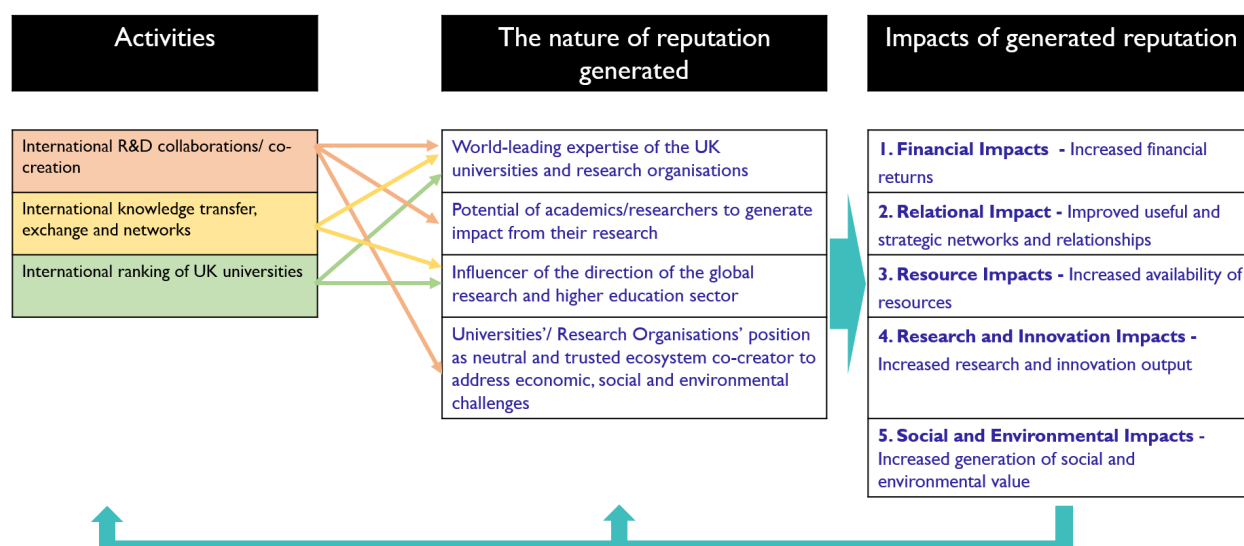 Activities
The nature of reputation
generated
Impacts of generated reputation
International R&D collaborations/ co-
creation
International knowledge transfer,
exchange and networks
International ranking of UK universities
World-leading expertise of the UK
universities and research organisations
Potential of academics/researchers to generate
impact from their research
Influencer of the direction of the global
research and higher education sector
Universities'/ Research Organisations' position
as neutral and trusted ecosystem co-creator to
address economic, social and environmental
challenges
1. Financial Impacts - Increased financial
returns
2. Relational Impact - Improved useful and
strategic networks and relationships
3. Resource Impacts - Increased availability of
resources
4. Research and Innovation Impacts -
Increased research and innovation output
5. Social and Environmental Impacts -
Increased generation of social and
environmental value